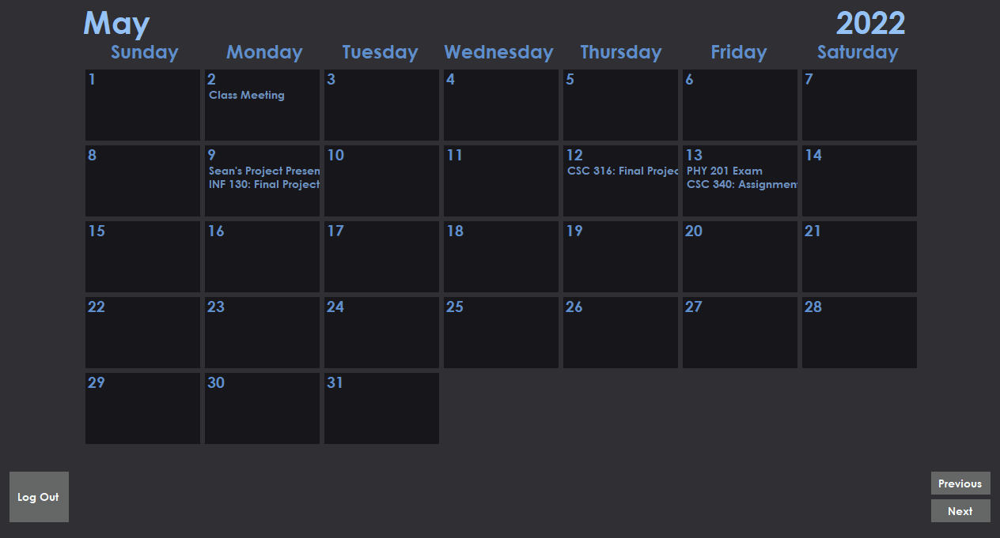 May 2022
Sunday Monday Tuesday Wednesday Thursday Friday Saturday
1 2 3 4 5 6 7
Class Meeting
8 9 10 11 12 13 14
Sean's Project Presen CSC 316: Final Projec PHY 201 Exam
INF 130: Final Project CSC 340: Assignmen
15 16 17 18 19 20 21
22 23 24 25 26 27 28
29 30 31
Log Out
Previous
Next